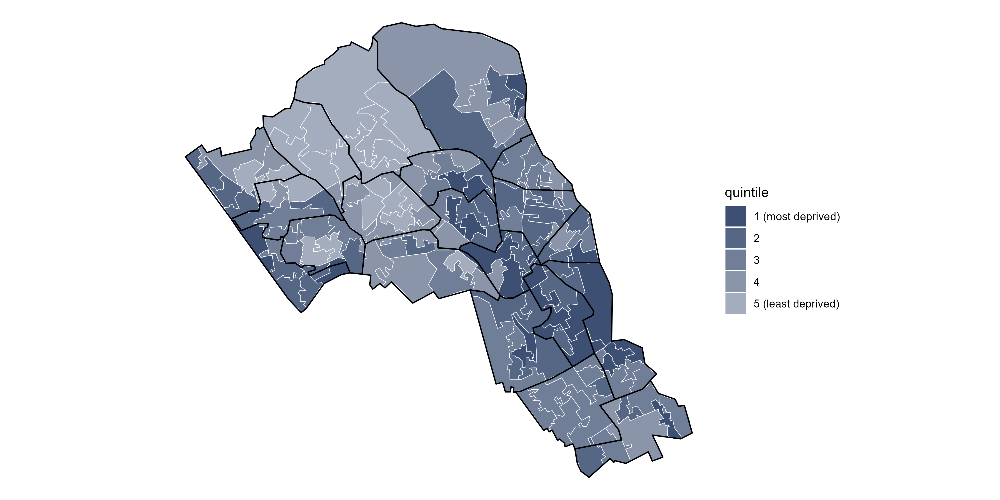 quintile
1 (most deprived)
2
3
4
5 (least deprived)